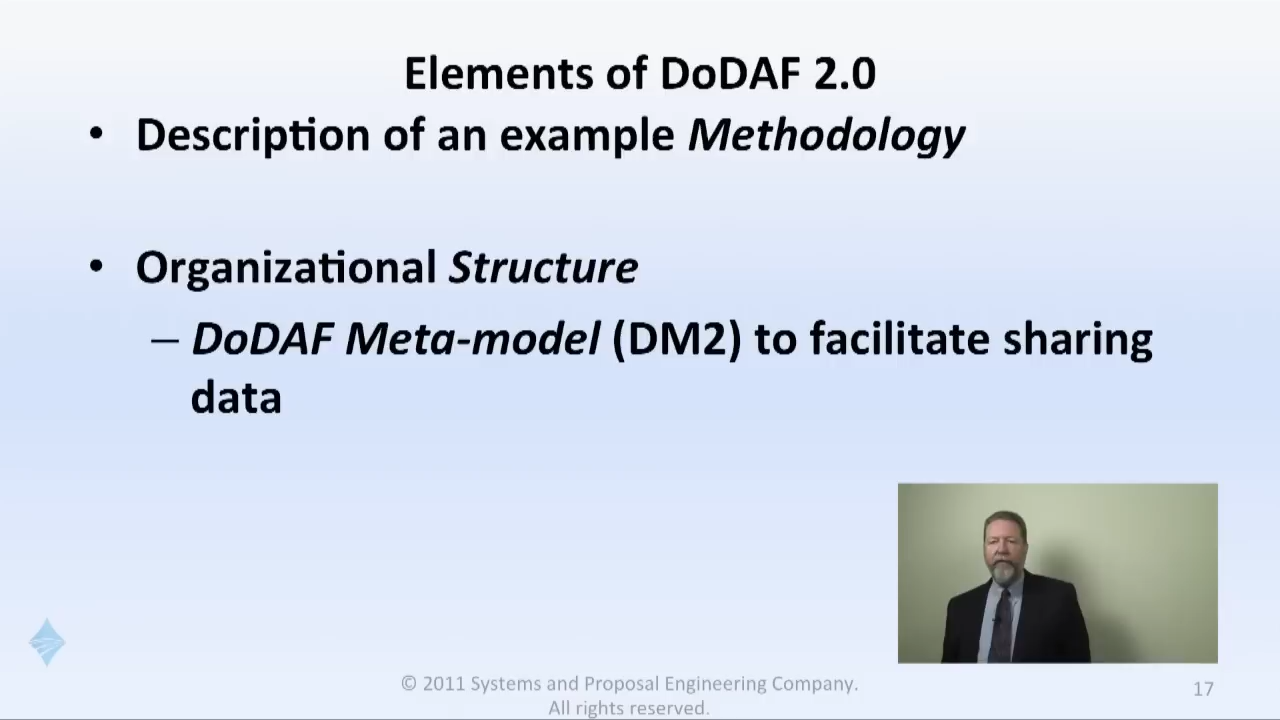 Elements of DoDAF 2.0
• Description of an example Methodology
• Organizational Structure
– DoDAF Meta-model (DM2) to facilitate sharing
data
© 2011 Systems and Proposal Engineering Company.
All rights reserved.
17